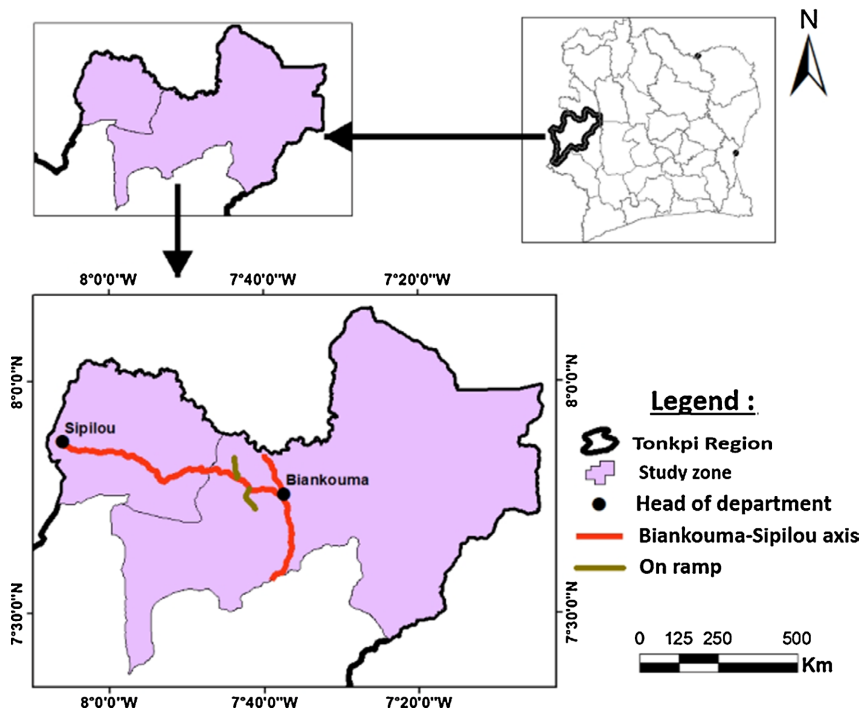 N
8°0'0"W
7°40'0"W
7°20'0"W
8°0'0"N
8°0'0"N
Sipilou
Biankouma
7°30'0"N
7°30'0"N
8°0'0"W
7°40'0"W
7°20'0"W
Legend :
Tonkpi Region
Study zone
Head of department
Biankouma-Sipilou axis
On ramp
0 125 250 500
Km